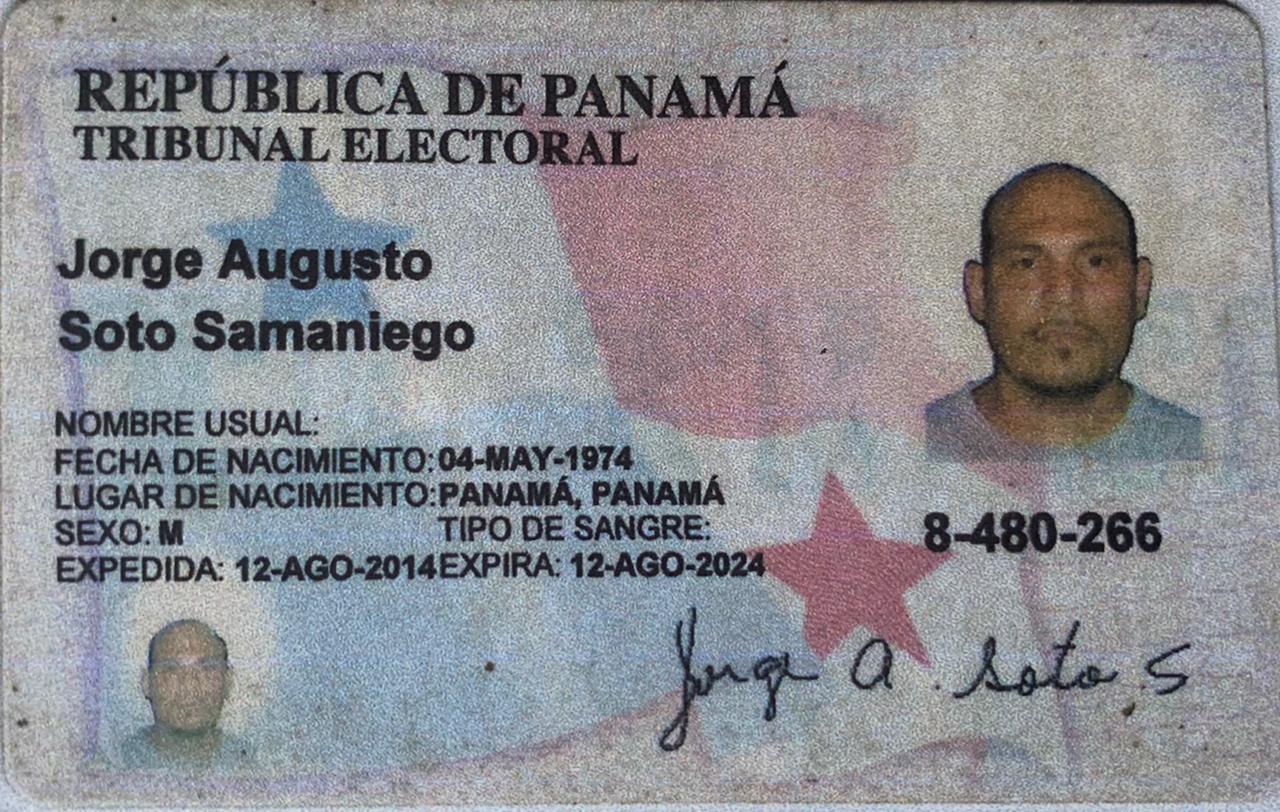 REPÚBLICA DE PANAMÁ
TRIBUNAL ELECTORAL
Jorge Augusto
Soto Samaniego
NOMBRE USUAL:
FECHA DE NACIMIENTO: 04-MAY-1974
LUGAR DE NACIMIENTO: PANAMÁ, PANAMÁ
SEXO: M TIPO DE SANGRE:
EXPEDIDA: 12-AGO-2014 EXPIRA: 12-AGO-2024
8-480-266
Jorge A. Soto S